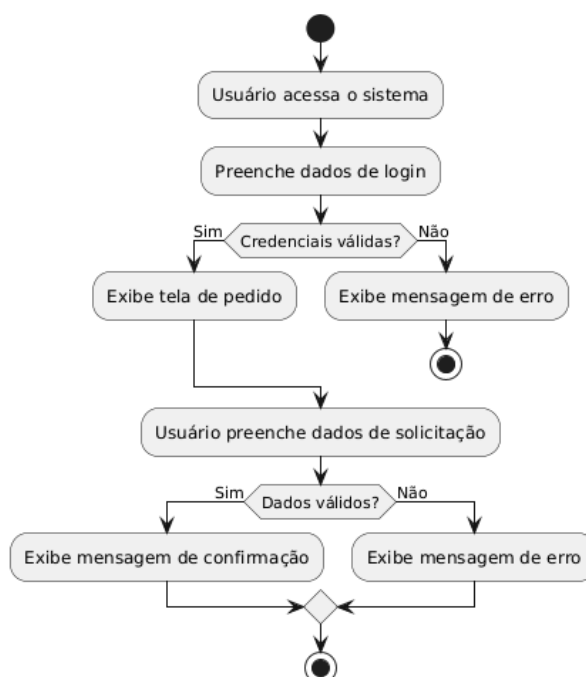 Usuário acessa o sistema
Preenche dados de login
Sim
Credenciais válidas?
Não
Exibe tela de pedido
Exibe mensagem de erro
Usuário preenche dados de solicitação
Sim
Dados válidos?
Não
Exibe mensagem de confirmação
Exibe mensagem de erro